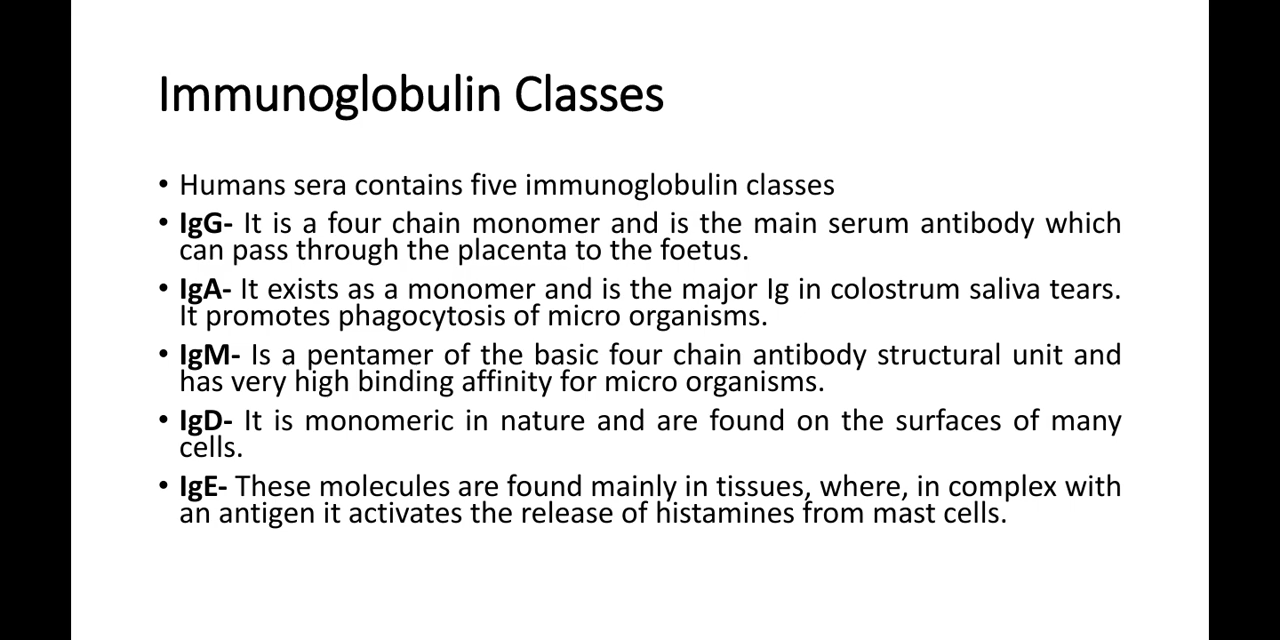 Immunoglobulin Classes
• Humans sera contains five immunoglobulin classes
• IgG- It is a four chain monomer and is the main serum antibody which
can pass through the placenta to the foetus.
• IgA- It exists as a monomer and is the major Ig in colostrum saliva tears.
It promotes phagocytosis of micro organisms.
• IgM- Is a pentamer of the basic four chain antibody structural unit and
has very high binding affinity for micro organisms.
• IgD- It is monomeric in nature and are found on the surfaces of many
cells.
• IgE- These molecules are found mainly in tissues, where, in complex with
an antigen it activates the release of histamines from mast cells.